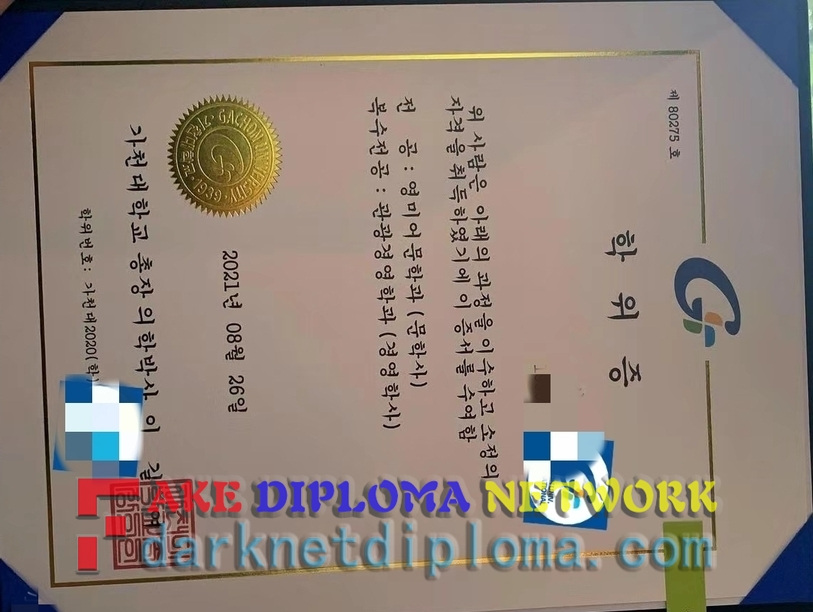 제 80275 호
학 위 증
위 사람은 아래의 과정을 이수하고 소정의
자격을 취득하였기에 이 증서를 수여함
전 공 : 영미어문학과 (문학사)
복수전공 : 관광경영학과 (경영학사)
2021년 08월 26일
GACHON UNIVERSITY
가천대학교 총장 의학박사 이 길 여
학위번호 : 가천대2020(학)
FAKE DIPLOMA NETWORK
darknetdiploma.com